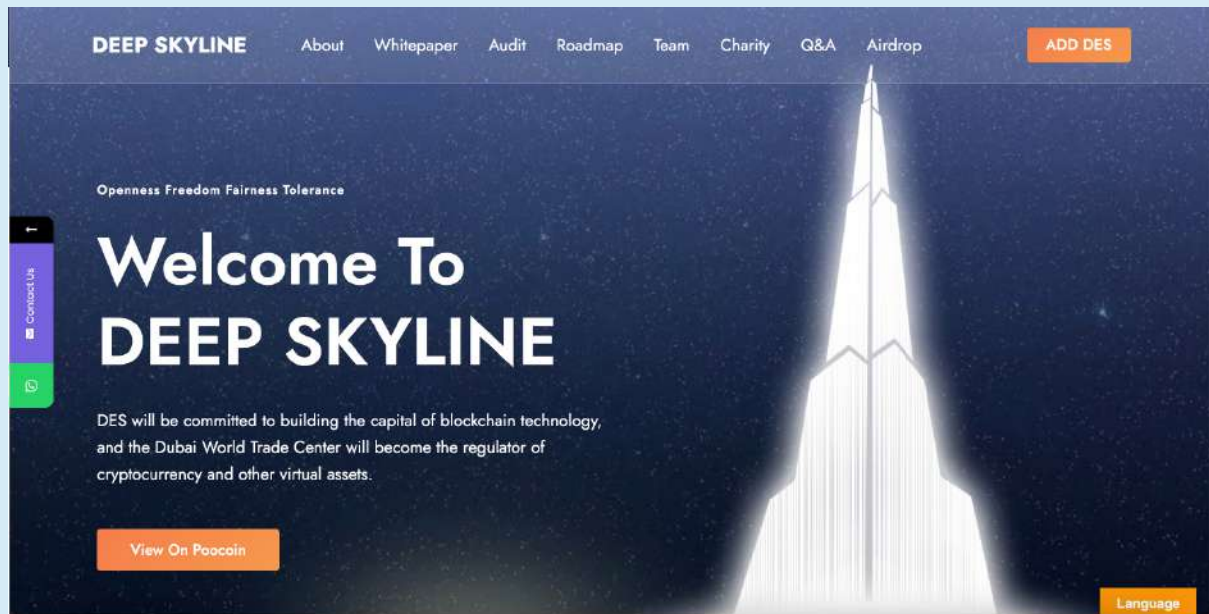 DEEP SKYLINE
About
Whitepaper
Audit
Roadmap
Team
Charity
Q&A
Airdrop
ADD DES
Openness Freedom Fairness Tolerance
Welcome To
DEEP SKYLINE
Contact Us
DES will be committed to building the capital of blockchain technology,
and the Dubai World Trade Center will become the regulator of
cryptocurrency and other virtual assets.
View On Poocoin
Language